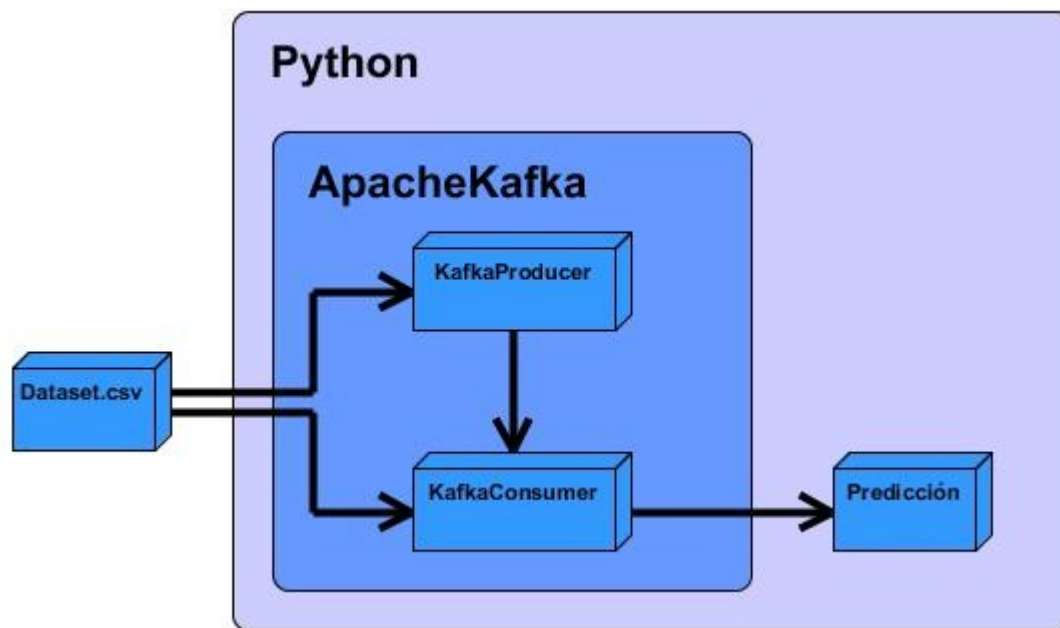 Python
ApacheKafka
KafkaProducer
Dataset.csv
KafkaConsumer
Predicción